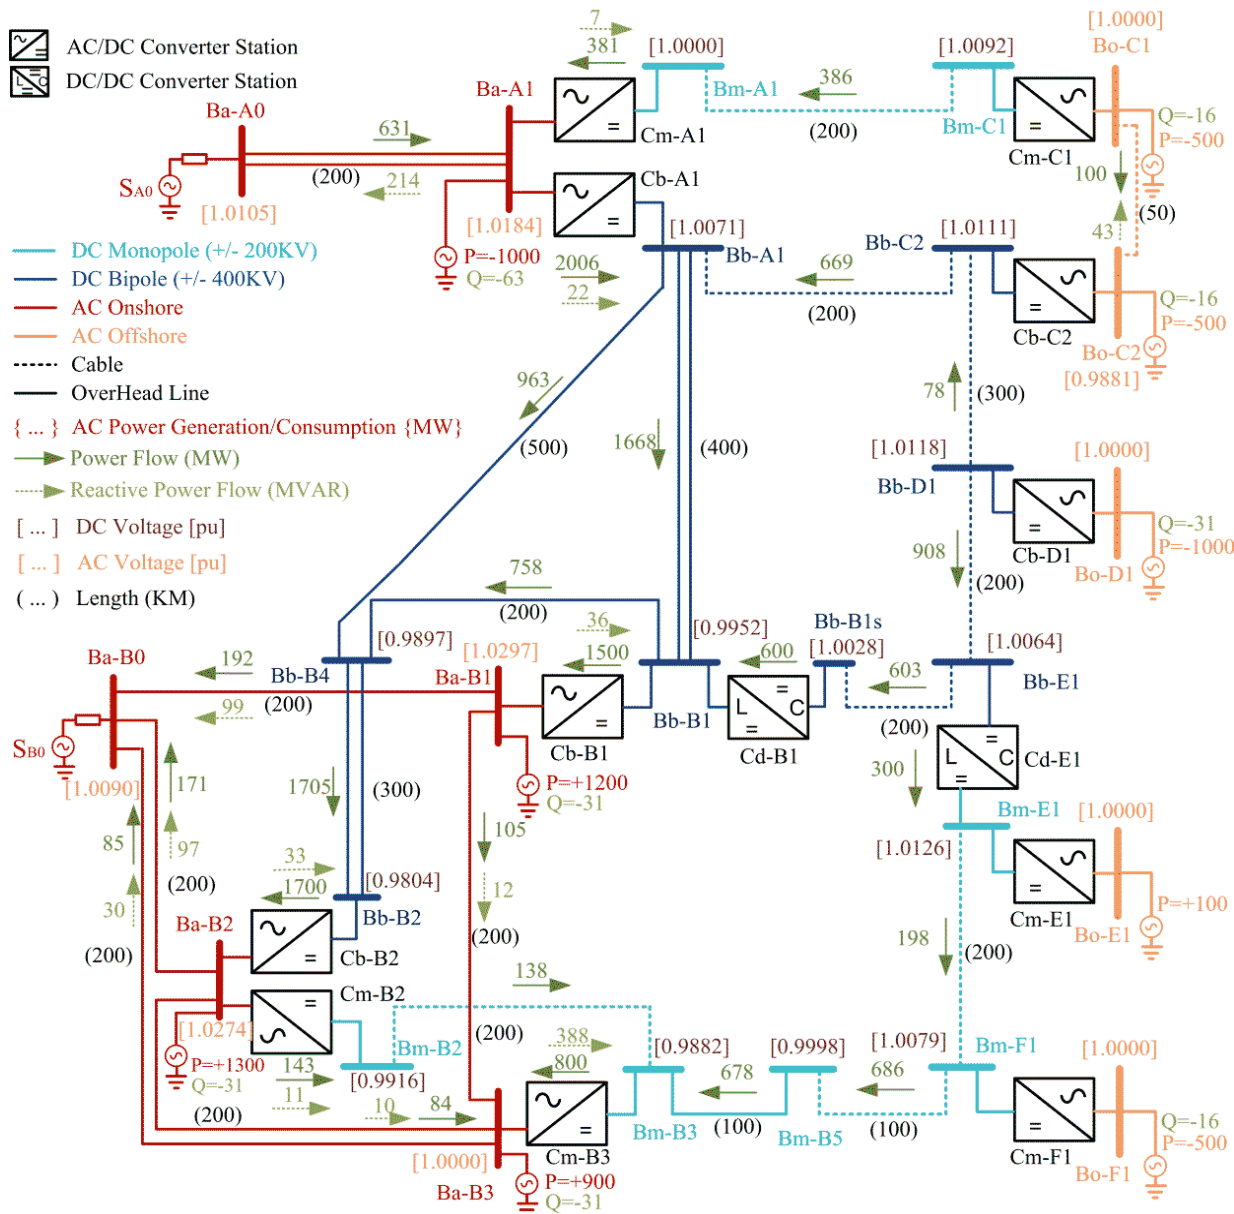 AC/DC Converter Station
DC/DC Converter Station
L
C
=
Ba-A0
631
(200)
214
SA0
[1.0105]
Ba-A1
7
381
Cm-A1
Cb-A1
[1.0184]
P=-1000
Q=-63
2006
22
[1.0000]
Bm-A1
386
(200)
[1.0092]
Bm-C1
Cm-C1
[1.0000]
Bo-C1
Q=-16
P=-500
100
(50)
43
[1.0071]
Bb-A1
Bb-C2
[1.0111]
669
(200)
Cb-C2
Q=-16
P=-500
Bo-C2
[0.9881]
DC Monopole (+/- 200KV)
DC Bipole (+/- 400KV)
AC Onshore
AC Offshore
Cable
OverHead Line
{ ... } AC Power Generation/Consumption {MW}
Power Flow (MW)
Reactive Power Flow (MVAR)
[ ... ] DC Voltage [pu]
[ ... ] AC Voltage [pu]
(...) Length (KM)
963
(500)
1668
(400)
78
(300)
[1.0118]
Bb-D1
Cb-D1
[1.0000]
Q=-31
P=-1000
Bo-D1
908
(200)
758
(200)
[0.9897]
Bb-B4
36
[1.0297]
Ba-B1
1500
Cb-B1
[0.9952]
Bb-B1
600
L
C
=
Cd-B1
Bb-B1s
[1.0028]
603
(200)
[1.0064]
Bb-E1
L
C
=
Cd-E1
300
Ba-B0
192
(200)
99
SB0
[1.0090]
171
85
97
(200)
30
(200)
P=+1200
Q=-31
1705
(300)
105
12
(200)
33
1700
[0.9804]
Bb-B2
Ba-B2
Cb-B2
Cm-B2
[1.0274]
P=+1300
Q=-31
143
11
(200)
Bm-B2
[0.9916]
138
(200)
10
84
388
800
[1.0000]
Ba-B3
Cm-B3
P=+900
Q=-31
[0.9882]
Bm-B3
678
(100)
[0.9998]
Bm-B5
686
(100)
[1.0079]
Bm-F1
Cm-F1
[1.0000]
Q=-16
P=-500
Bo-F1
Bm-E1
[1.0126]
Cm-E1
[1.0000]
P=+100
Bo-E1
198
(200)